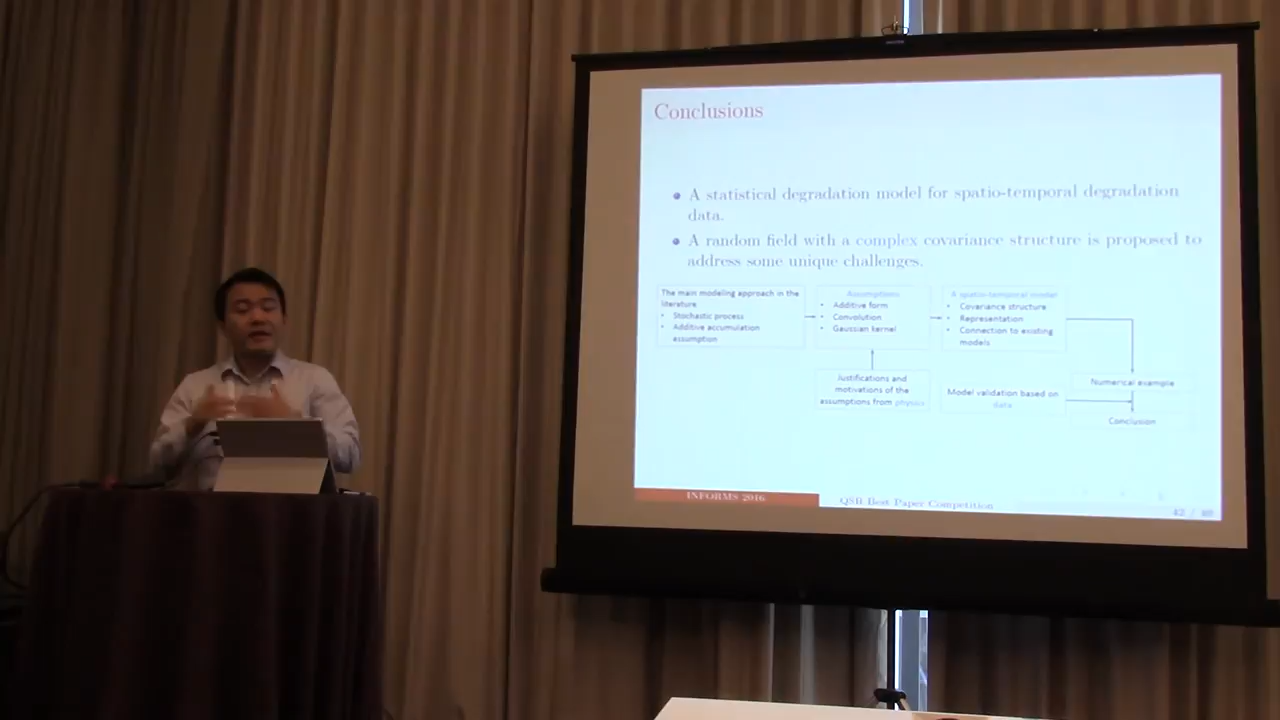 Conclusions
A statistical degradation model for spatio-temporal degradation
data.
A random field with a complex covariance structure is proposed to
address some unique challenges.
The main modeling approach in the
literature
• Stochastic process
• Additive accumulation
assumption
Assumptions
• Additive form
• Convolution
• Gaussian kernel
A spatio-temporal model
• Covariance structure
• Representation
• Connection to existing
models
Justifications and
motivations of the
assumptions from physics
Model validation based on
data
Numerical example
Conclusion
INFORMS 2016
QSR Best Paper Competition
42 /